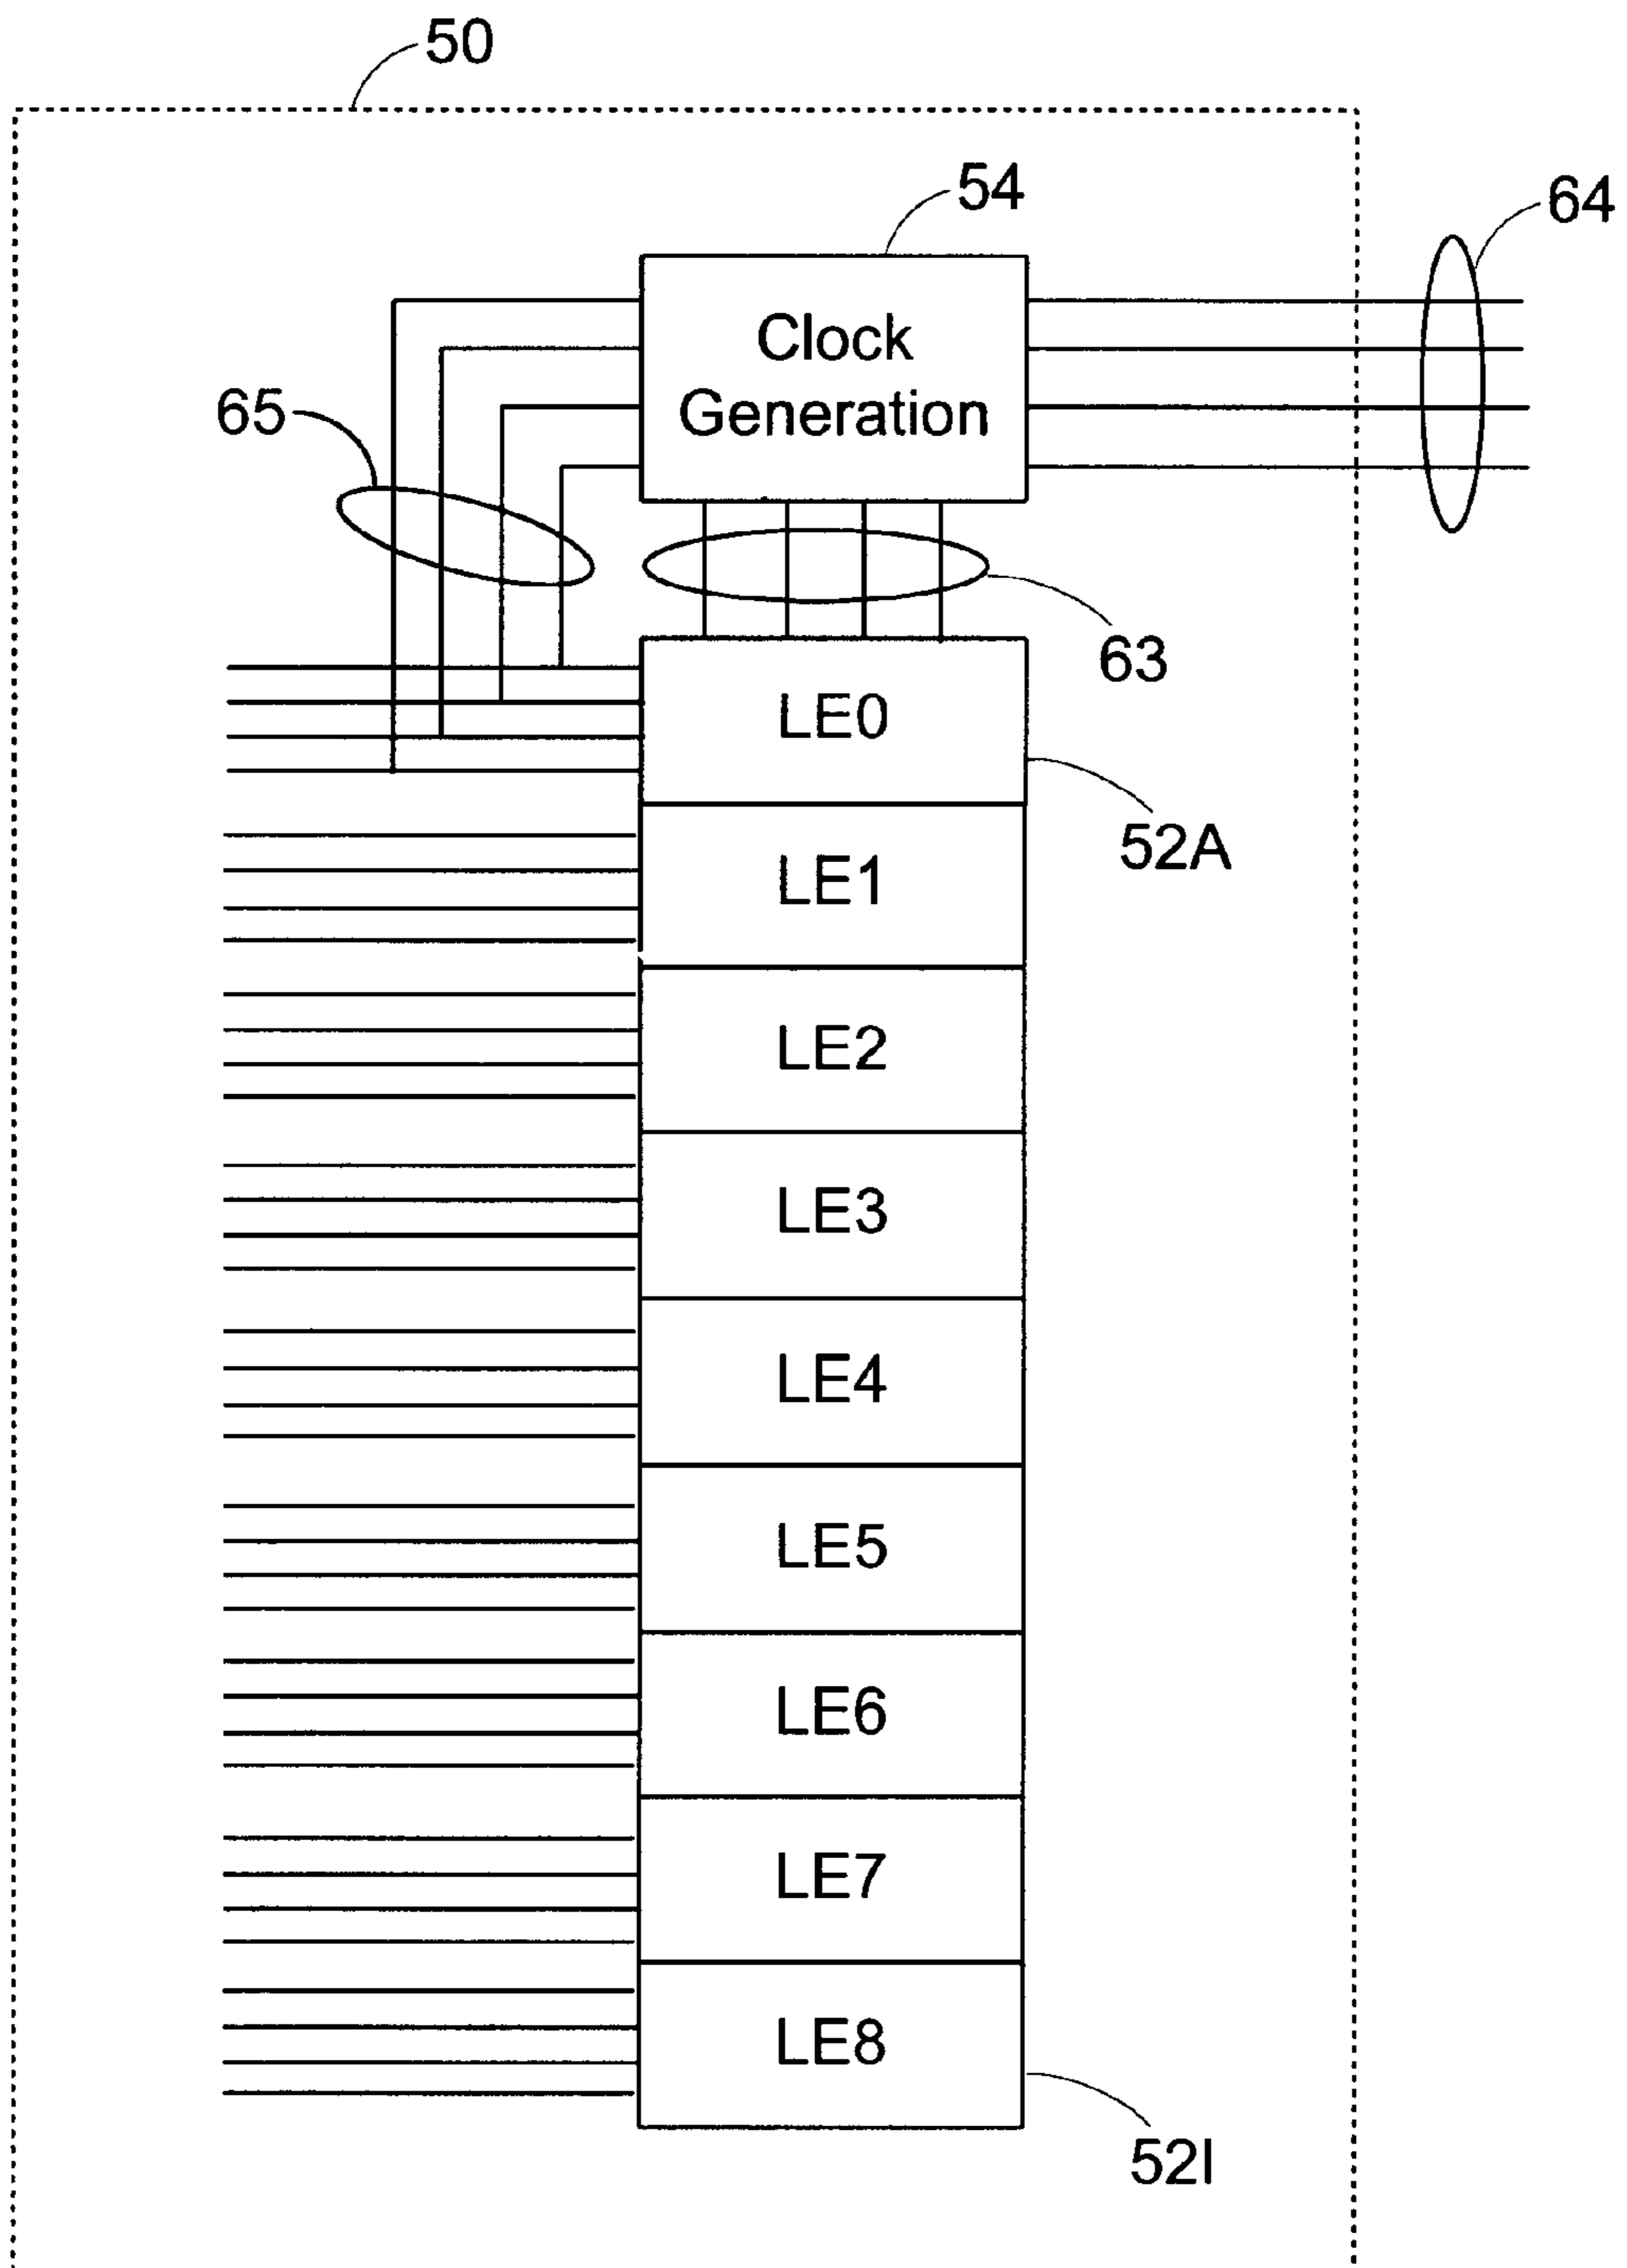 50
54
64
Clock
Generation
65
63
LE0
52A
LE1
LE2
LE3
LE4
LE5
LE6
LE7
LE8
52I